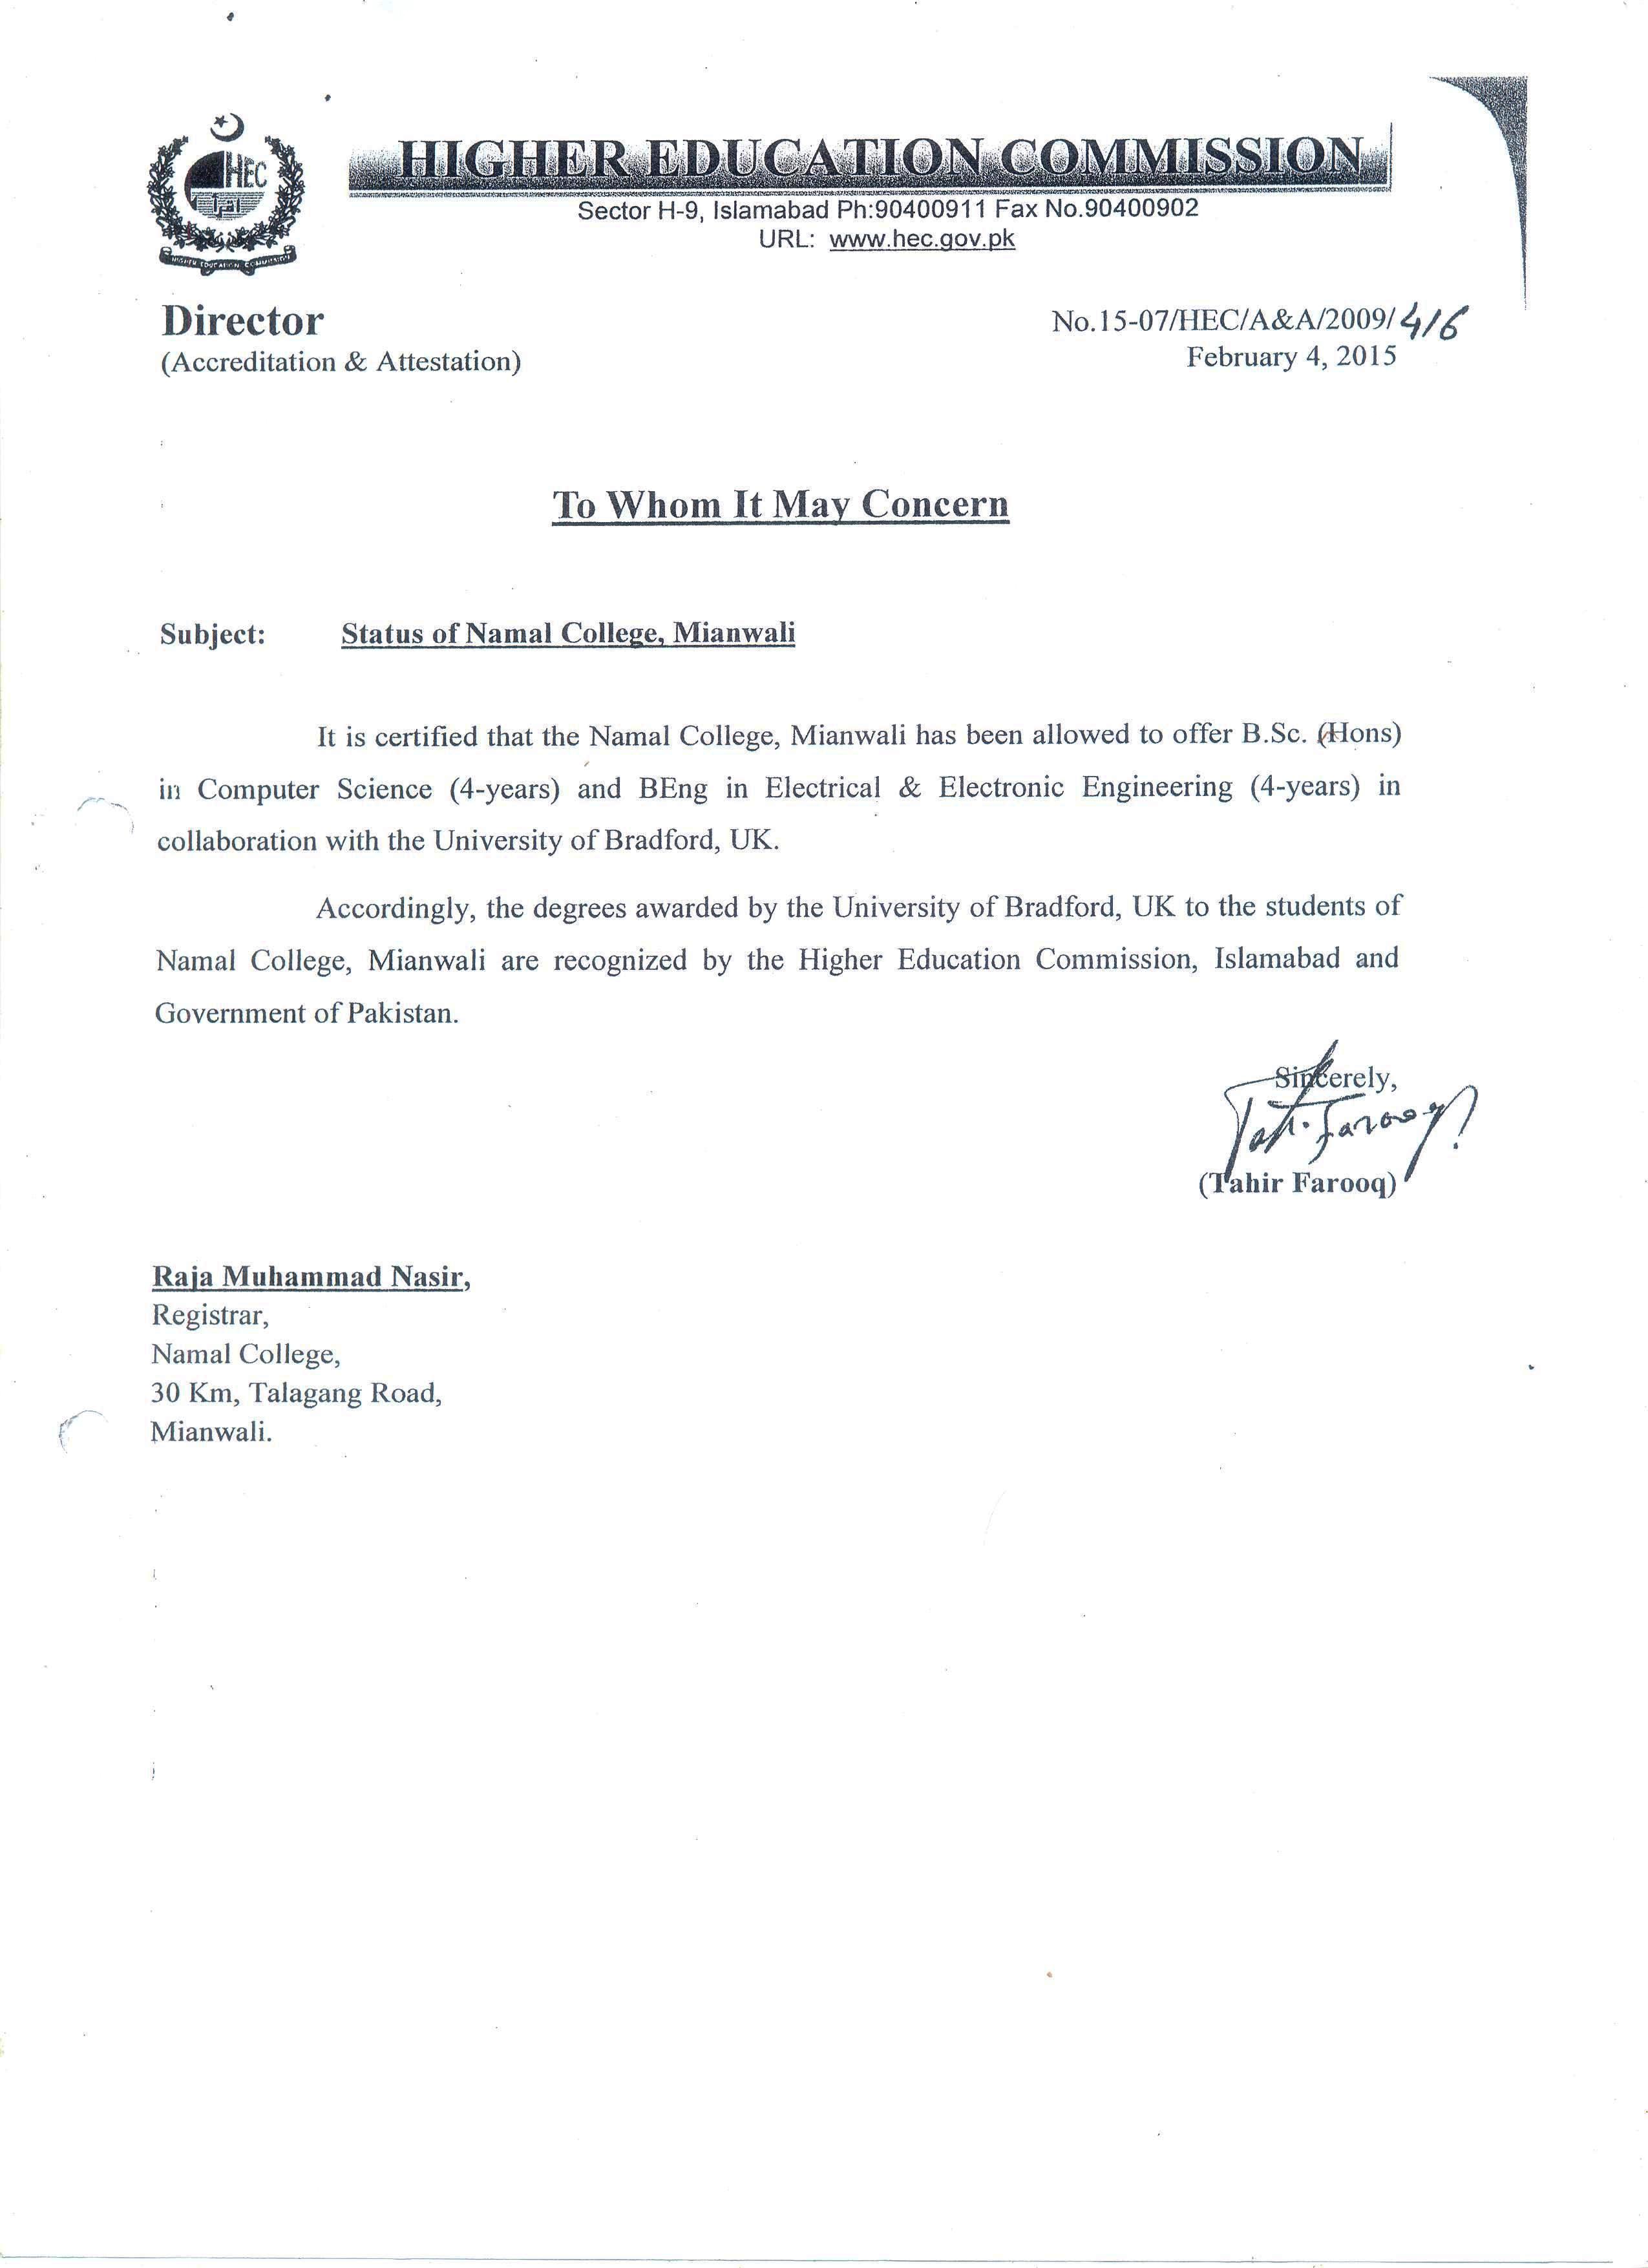 HEC
اقرأ
HIGHER EDUCATION COMMISSION
HIGHER EDUCATION COMMISSION
Sector H-9, Islamabad Ph:90400911 Fax No.90400902
URL: www.hec.gov.pk
Director
(Accreditation & Attestation)
No.15-07/HEC/A&A/2009/416
February 4, 2015
To Whom It May Concern
Subject: Status of Namal College, Mianwali
It is certified that the Namal College, Mianwali has been allowed to offer B.Sc. (Hons)
in Computer Science (4-years) and BEng in Electrical & Electronic Engineering (4-years) in
collaboration with the University of Bradford, UK.
Accordingly, the degrees awarded by the University of Bradford, UK to the students of
Namal College, Mianwali are recognized by the Higher Education Commission, Islamabad and
Government of Pakistan.
Sincerely,
Tahir Farooq
(Tahir Farooq)
Raja Muhammad Nasir,
Registrar,
Namal College,
30 Km, Talagang Road,
Mianwali.